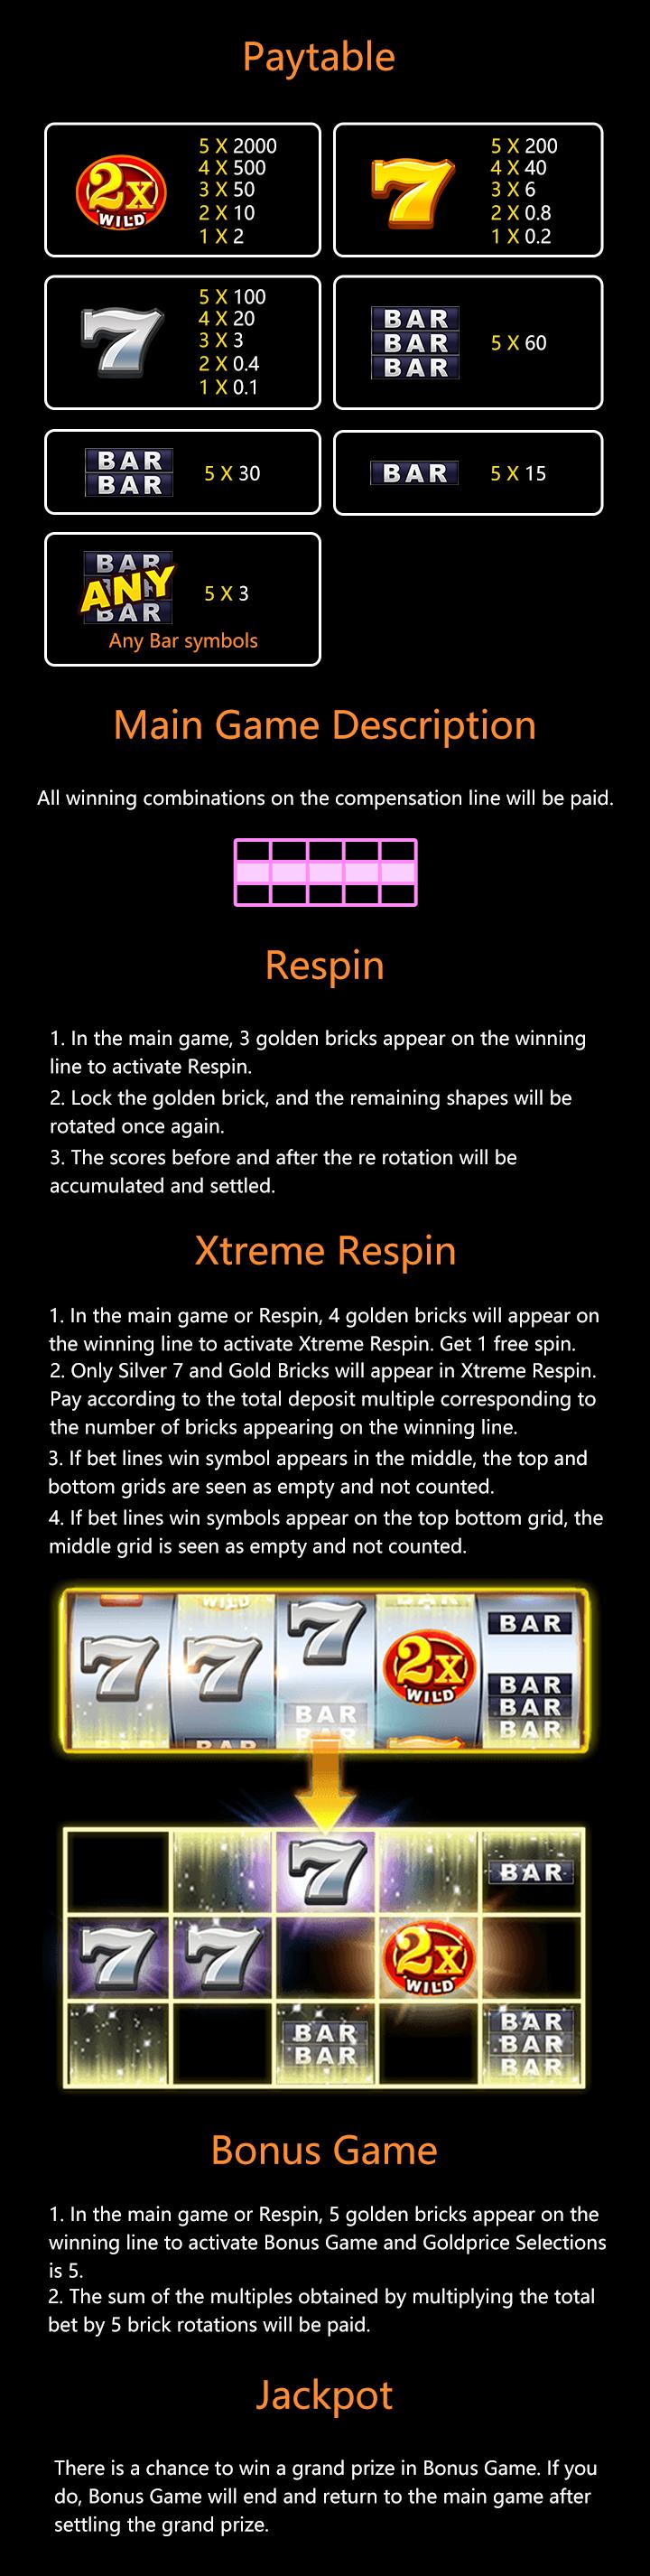 Paytable
2x
WILD
5 X 2000
4 X 500
3 X 50
2 X 10
1 X 2
7
5 X 200
4 X 40
3 X 6
2 X 0.8
1 X 0.2
7
5 X 100
4 X 20
3 X 3
2 X 0.4
1 X 0.1
BAR
BAR
BAR
5 X 60
BAR
BAR
5 X 30
BAR
5 X 15
BAR
ANY
BAR
5 X 3
Any Bar symbols
Main Game Description
All winning combinations on the compensation line will be paid.
Respin
1. In the main game, 3 golden bricks appear on the winning
line to activate Respin.
2. Lock the golden brick, and the remaining shapes will be
rotated once again.
3. The scores before and after the re rotation will be
accumulated and settled.
Xtreme Respin
1. In the main game or Respin, 4 golden bricks will appear on
the winning line to activate Xtreme Respin. Get 1 free spin.
2. Only Silver 7 and Gold Bricks will appear in Xtreme Respin.
Pay according to the total deposit multiple corresponding to
the number of bricks appearing on the winning line.
3. If bet lines win symbol appears in the middle, the top and
bottom grids are seen as empty and not counted.
4. If bet lines win symbols appear on the top bottom grid, the
middle grid is seen as empty and not counted.
WILD
BAR
7
BAR
7
7
2x
WILD
BAR
BAR
BAR
BAR
BAR
BAR
BAR
7
BAR
7
7
2x
WILD
BAR
BAR
BAR
BAR
BAR
Bonus Game
1. In the main game or Respin, 5 golden bricks appear on the
winning line to activate Bonus Game and Goldprice Selections
is 5.
2. The sum of the multiples obtained by multiplying the total
bet by 5 brick rotations will be paid.
Jackpot
There is a chance to win a grand prize in Bonus Game. If you
do, Bonus Game will end and return to the main game after
settling the grand prize.